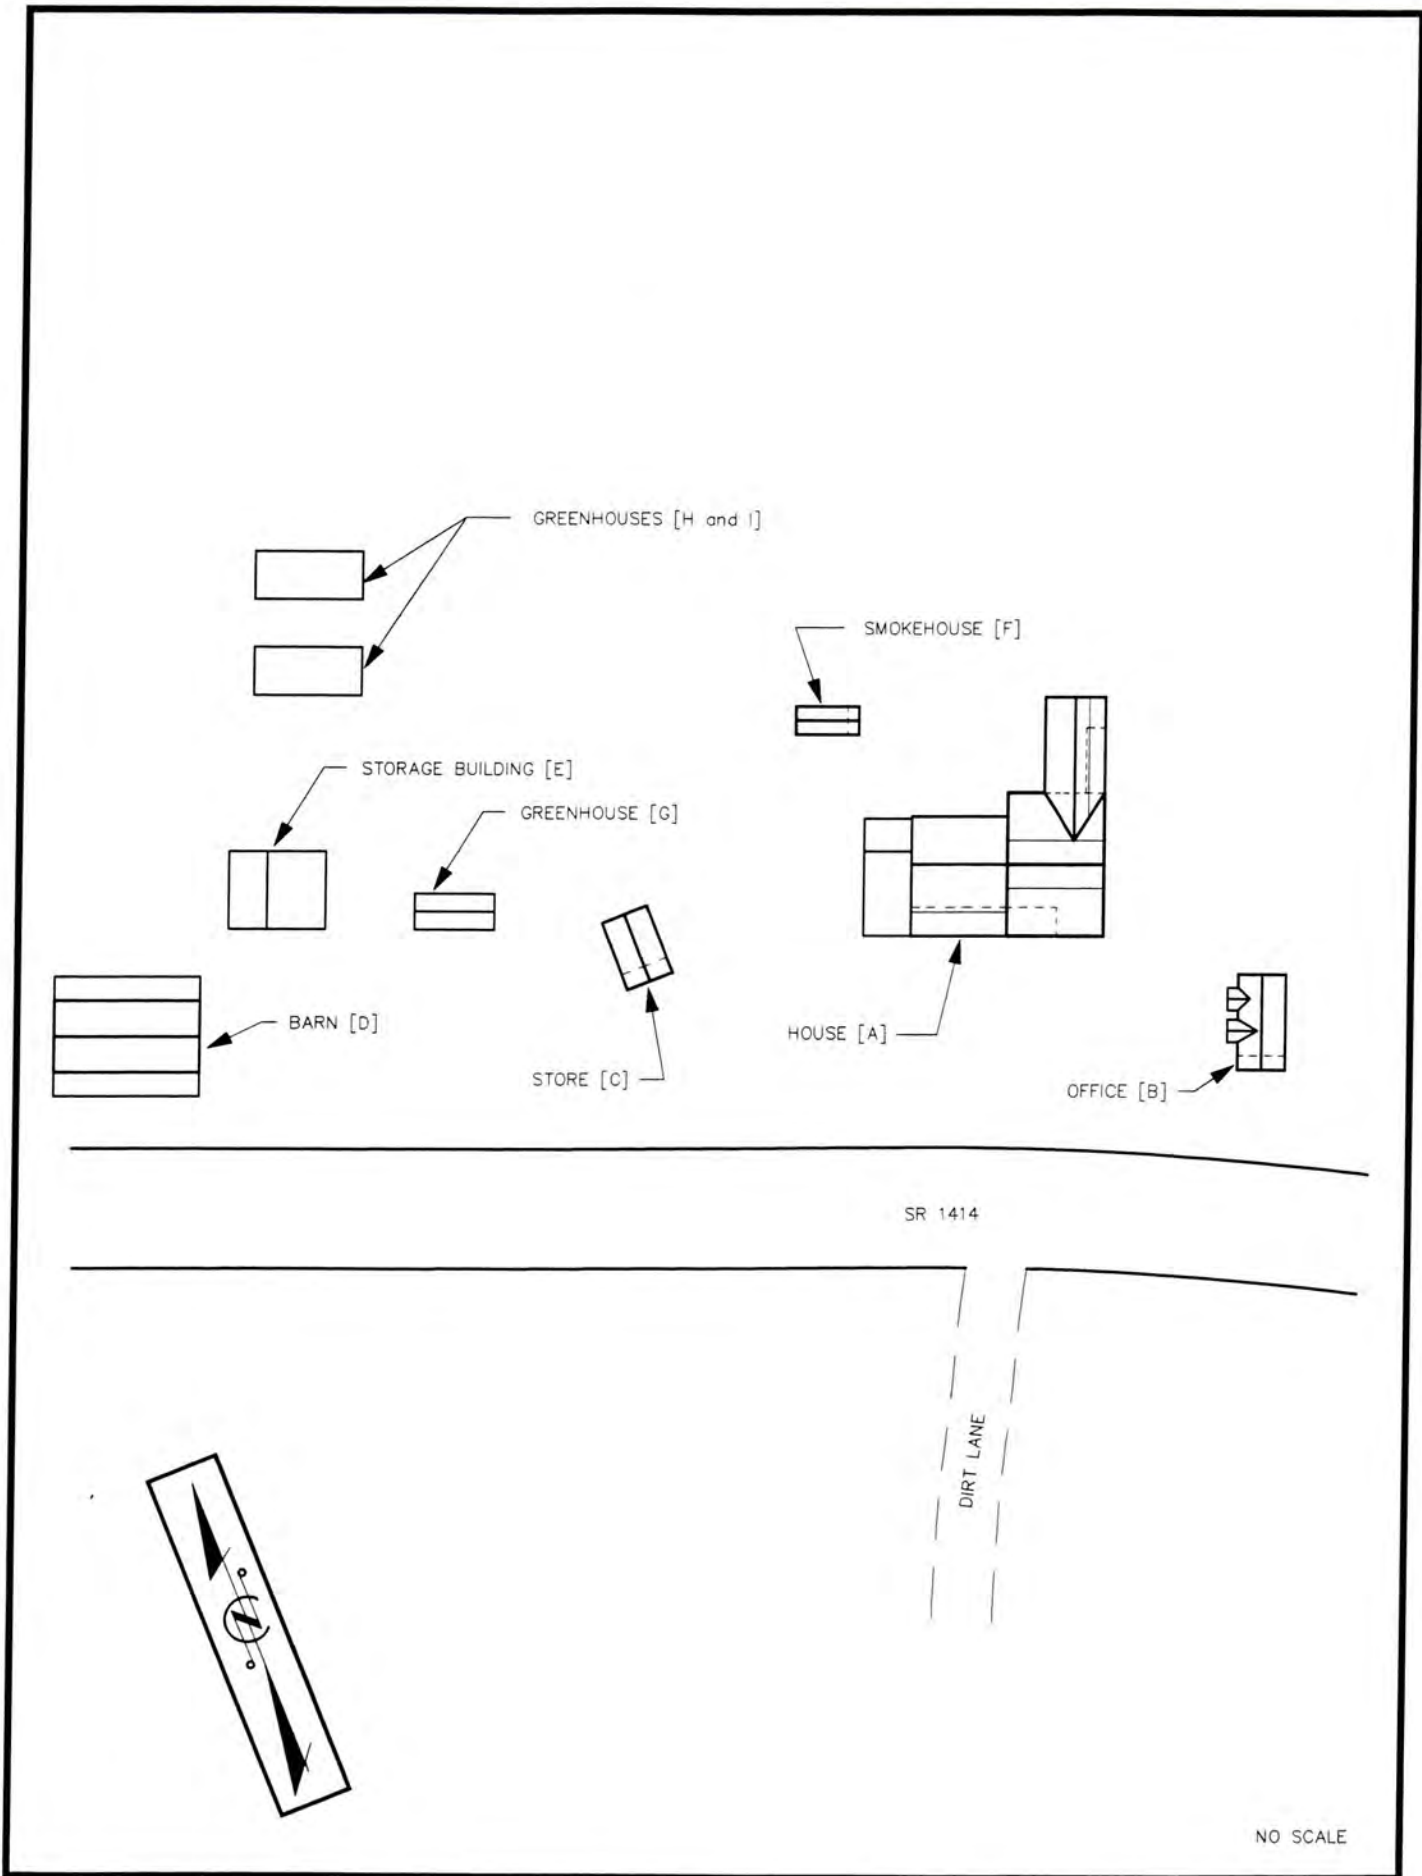 GREENHOUSES [H and I]
SMOKEHOUSE [F]
STORAGE BUILDING [E]
GREENHOUSE [G]
BARN [D]
HOUSE [A]
STORE [C]
OFFICE [B]
SR 1414
DIRT LANE
N
NO SCALE